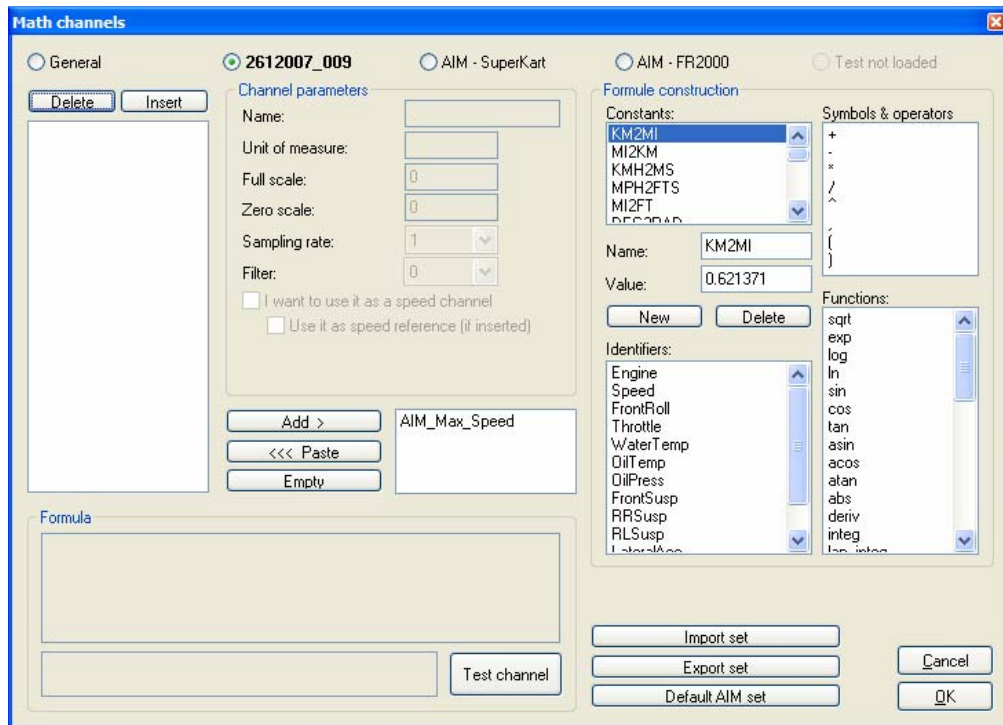 Math channels
General
2612007_009
AIM - SuperKart
AIM - FR2000
Test not loaded
Delete
Insert
Channel parameters
Name:
Unit of measure:
Full scale:
0
Zero scale:
0
Sampling rate:
1
Filter:
0
I want to use it as a speed channel
Use it as speed reference (if inserted)
Add >
<<< Paste
Empty
AIM_Max_Speed
Formula
Test channel
Formule construction
Constants:
KM2MI
MI2KM
KMH2MS
MPH2FTS
MI2FT
DEG2RAD
Name:
KM2MI
Value:
0.621371
New
Delete
Identifiers:
Engine
Speed
FrontRoll
Throttle
WaterTemp
OilTemp
OilPress
FrontSusp
RRSusp
RLSusp
LateralAcc
Symbols & operators
+
-
*
/
^
,
(
)
Functions:
sqrt
exp
log
ln
sin
cos
tan
asin
acos
atan
abs
deriv
integ
lap_integ
Import set
Export set
Default AIM set
Cancel
OK